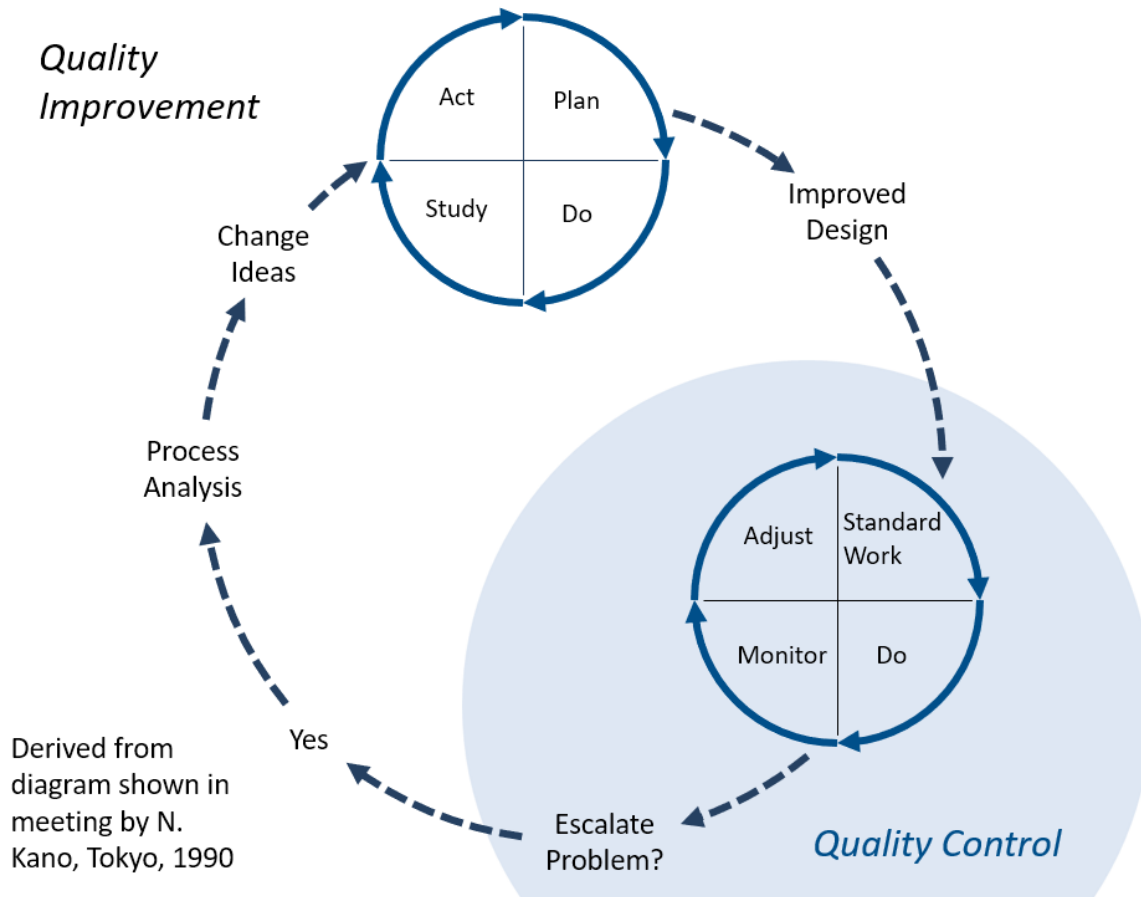 Quality
Improvement
Act
Plan
Study
Do
Improved
Design
Change
Ideas
Process
Analysis
Adjust
Standard
Work
Monitor
Do
Yes
Escalate
Problem?
Quality Control
Derived from
diagram shown in
meeting by N.
Kano, Tokyo, 1990